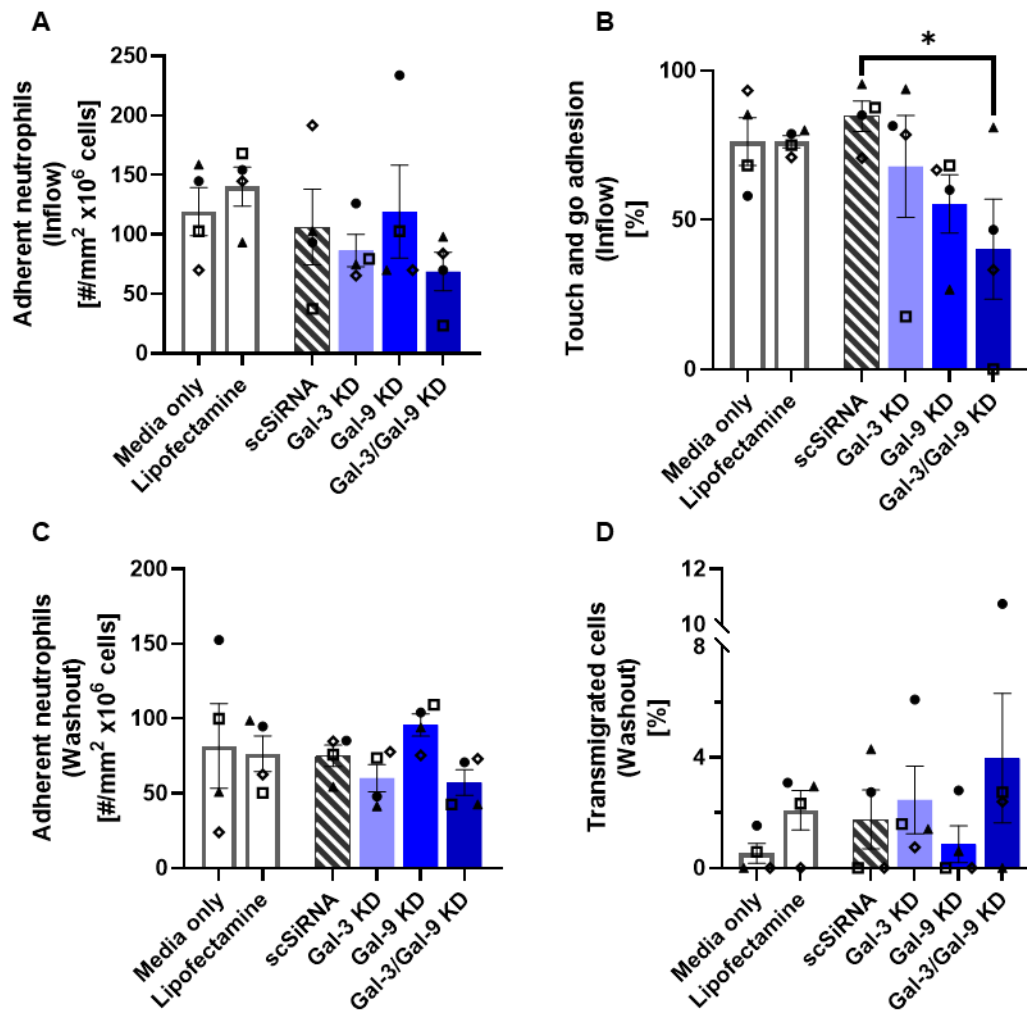 A
Adherent neutrophils
(Inflow)
[#/mm² x10⁶ cells]
250
200
150
100
50
0
Media only
Lipofectamine
scSiRNA
Gal-3 KD
Gal-9 KD
Gal-3/Gal-9 KD
B
*
Touch and go adhesion
(Inflow)
[%]
100
50
0
Media only
Lipofectamine
scSiRNA
Gal-3 KD
Gal-9 KD
Gal-3/Gal-9 KD
C
Adherent neutrophils
(Washout)
[#/mm² x10⁶ cells]
200
150
100
50
0
Media only
Lipofectamine
scSiRNA
Gal-3 KD
Gal-9 KD
Gal-3/Gal-9 KD
D
Transmigrated cells
(Washout)
[%]
12
10
8
4
0
Media only
Lipofectamine
scSiRNA
Gal-3 KD
Gal-9 KD
Gal-3/Gal-9 KD